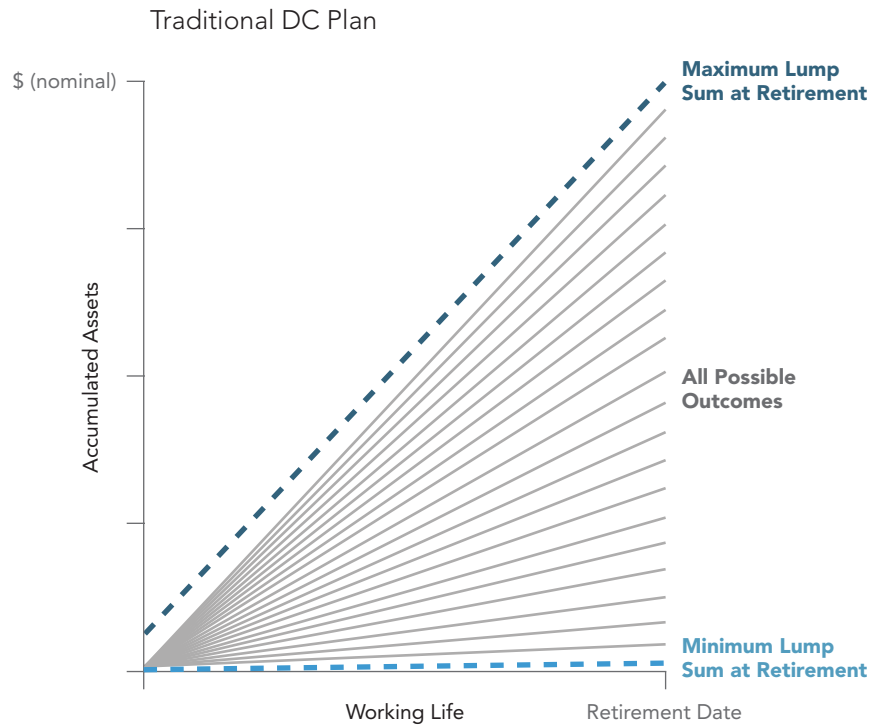 Traditional DC Plan
$ (nominal)
Maximum Lump
Sum at Retirement
Accumulated Assets
All Possible
Outcomes
Minimum Lump
Sum at Retirement
Working Life
Retirement Date